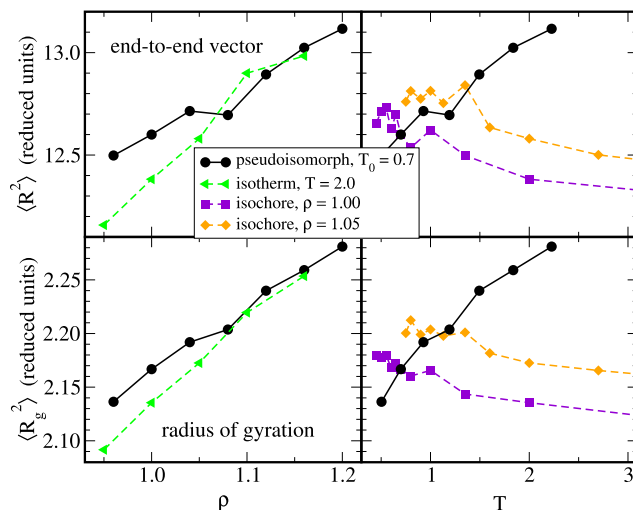 end-to-end vector
13.0
12.5
⟨R²⟩ (reduced units)
pseudoisomorph, T₀ = 0.7
isotherm, T = 2.0
isochore, ρ = 1.00
isochore, ρ = 1.05
2.25
2.20
2.15
2.10
⟨R_g²⟩ (reduced units)
radius of gyration
1.0 1.1 1.2
1 2 3
ρ T